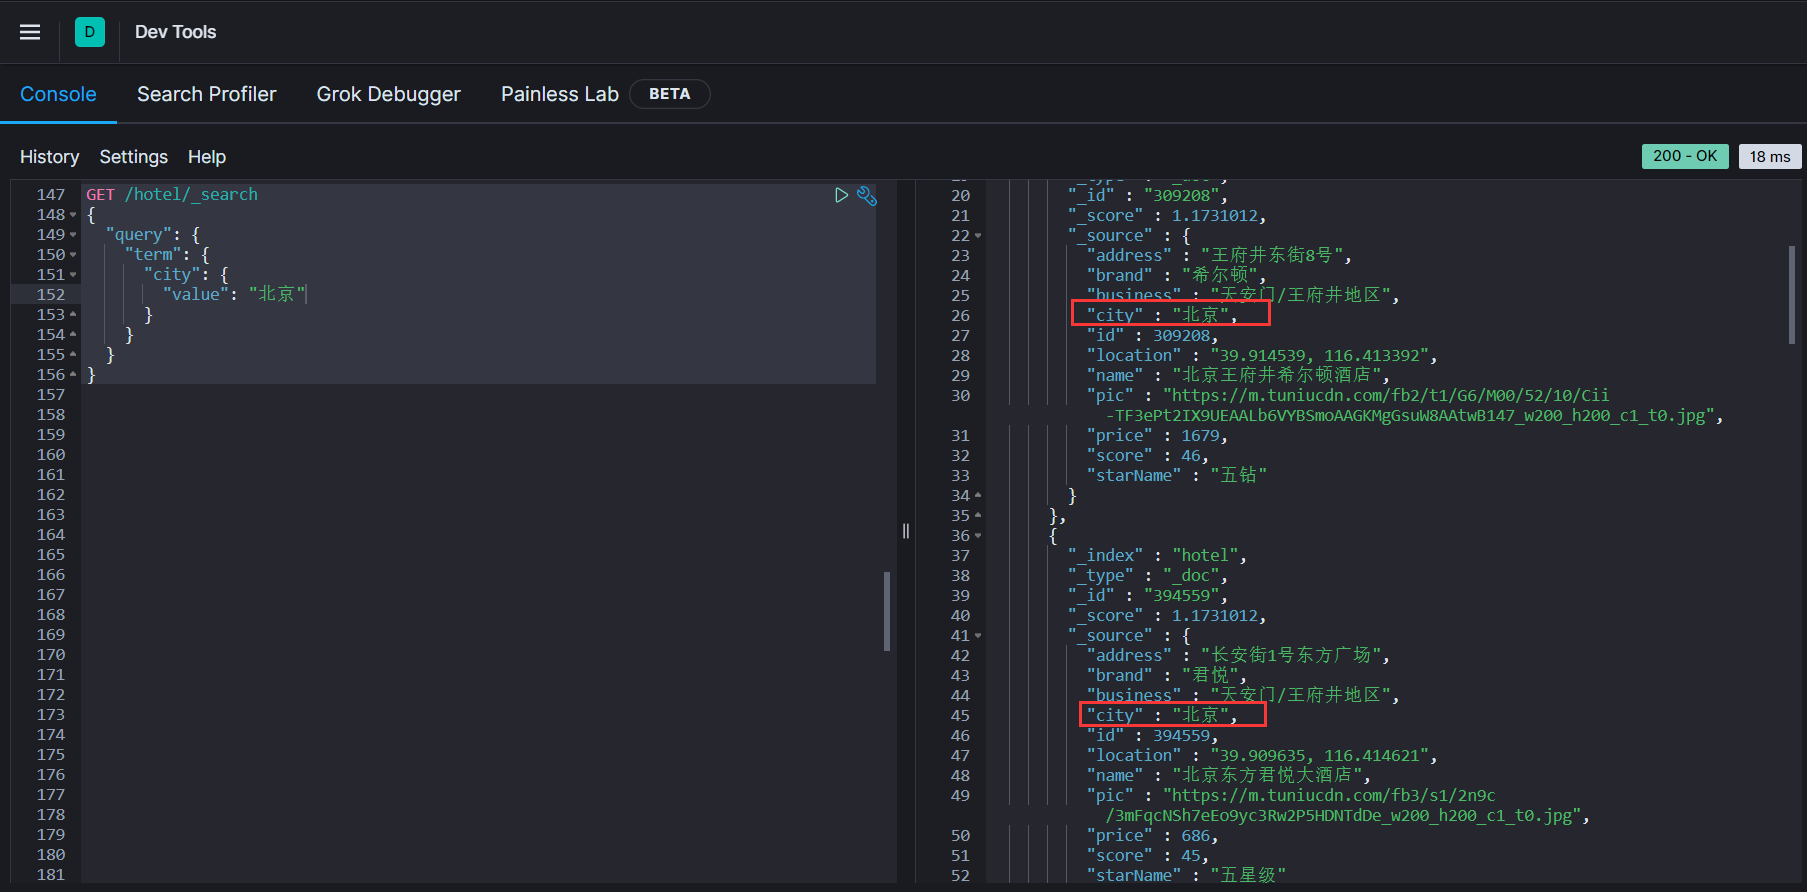 D Dev Tools
Console Search Profiler Grok Debugger Painless Lab BETA
History Settings Help
200 - OK 18 ms
147 GET /hotel/_search
148 {
149 "query": {
150 "term": {
151 "city": {
152 "value": "北京"
153 }
154 }
155 }
156 }
157
158
159
160
161
162
163
164
165
166
167
168
169
170
171
172
173
174
175
176
177
178
179
180
181
20 "_id" : "309208",
21 "_score" : 1.1731012,
22 "_source" : {
23 "address" : "王府井东街8号",
24 "brand" : "希尔顿",
25 "business" : "天安门/王府井地区",
26 "city" : "北京",
27 "id" : 309208,
28 "location" : "39.914539, 116.413392",
29 "name" : "北京王府井希尔顿酒店",
30 "pic" : "https://m.tuniucdn.com/fb2/t1/G6/M00/52/10/Cii
-TF3ePt2IX9UEAALb6VYBSmoAAGKMgGsuW8AAtwB147_w200_h200_c1_t0.jpg",
31 "price" : 1679,
32 "score" : 46,
33 "starName" : "五钻"
34 }
35 },
36 {
37 "_index" : "hotel",
38 "_type" : "_doc",
39 "_id" : "394559",
40 "_score" : 1.1731012,
41 "_source" : {
42 "address" : "长安街1号东方广场",
43 "brand" : "君悦",
44 "business" : "天安门/王府井地区",
45 "city" : "北京",
46 "id" : 394559,
47 "location" : "39.909635, 116.414621",
48 "name" : "北京东方君悦大酒店",
49 "pic" : "https://m.tuniucdn.com/fb3/s1/2n9c
/3mFqcNSh7eEo9yc3Rw2P5HDNTdDe_w200_h200_c1_t0.jpg",
50 "price" : 686,
51 "score" : 45,
52 "starName" : "五星级"